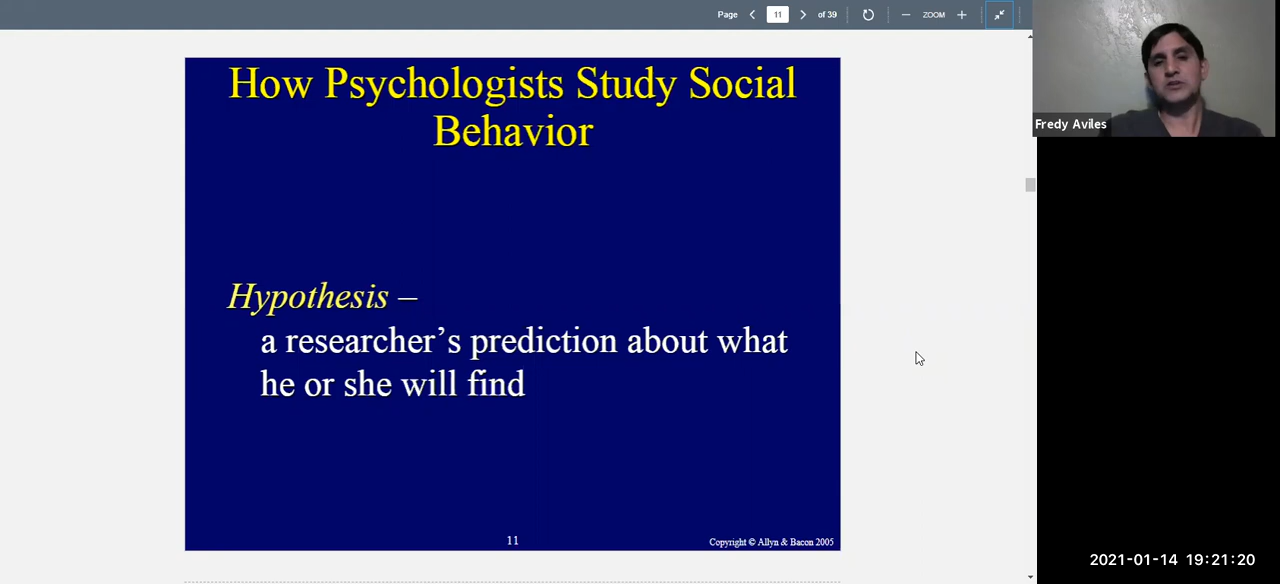 Page 11 of 39 ZOOM
Fredy Aviles
How Psychologists Study Social
Behavior
Hypothesis –
a researcher’s prediction about what
he or she will find
11
Copyright © Allyn & Bacon 2005
2021-01-14 19:21:20